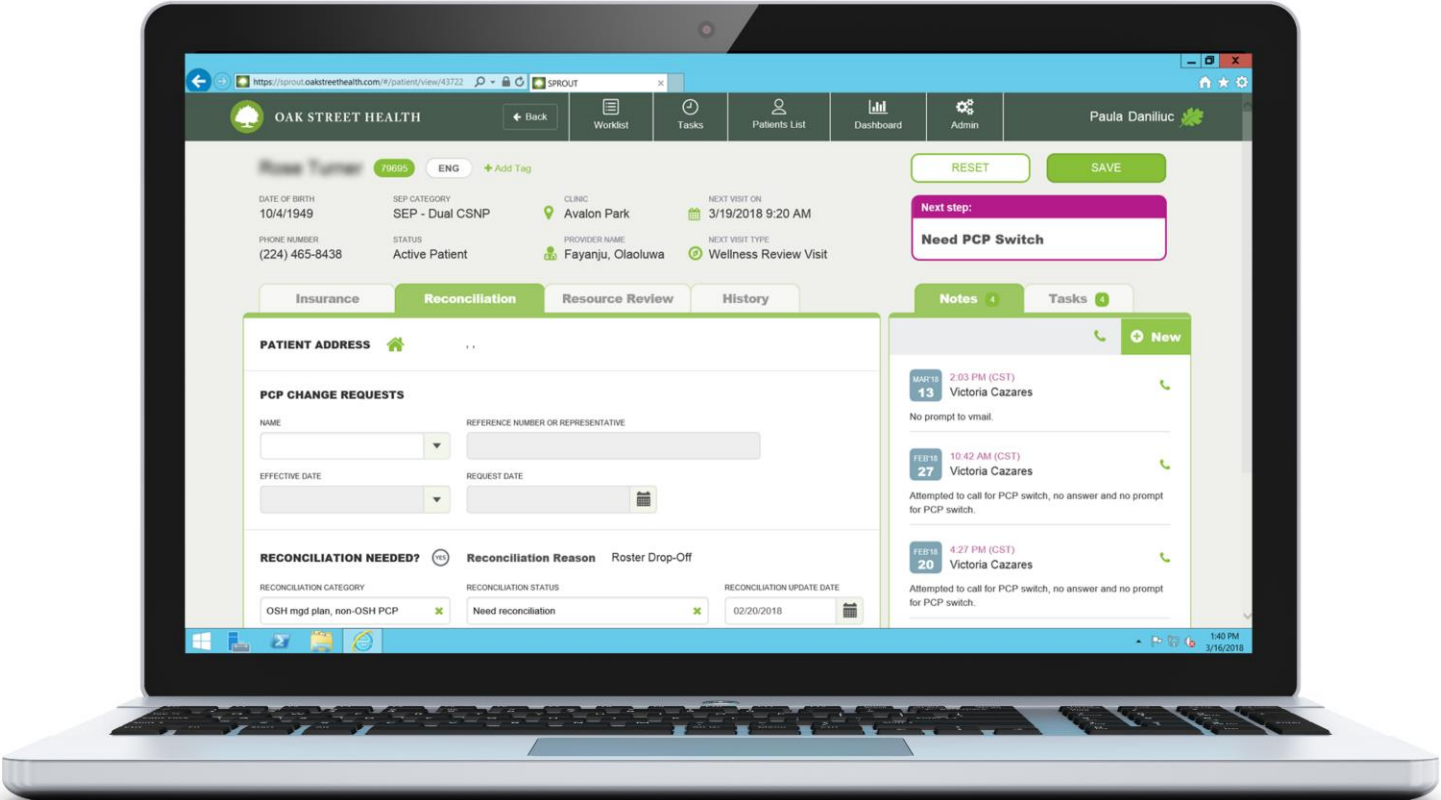 https://sprout.oakstreethealth.com/#/patient/view/43722
SPROUT
OAK STREET HEALTH
Back
Worklist
Tasks
Patients List
Dashboard
Admin
Paula Daniliuc
79695 ENG + Add Tag
RESET
SAVE
DATE OF BIRTH
10/4/1949
SEP CATEGORY
SEP - Dual CSNP
CLINIC
Avalon Park
NEXT VISIT ON
3/19/2018 9:20 AM
PHONE NUMBER
(224) 465-8438
STATUS
Active Patient
PROVIDER NAME
Fayanju, Olaoluwa
NEXT VISIT TYPE
Wellness Review Visit
Next step:
Need PCP Switch
Insurance
Reconciliation
Resource Review
History
PATIENT ADDRESS , ,
PCP CHANGE REQUESTS
NAME
REFERENCE NUMBER OR REPRESENTATIVE
EFFECTIVE DATE
REQUEST DATE
RECONCILIATION NEEDED? YES Reconciliation Reason Roster Drop-Off
RECONCILIATION CATEGORY
OSH mgd plan, non-OSH PCP
RECONCILIATION STATUS
Need reconciliation
RECONCILIATION UPDATE DATE
02/20/2018
Notes 4
Tasks 4
New
MAR'18
13
2:03 PM (CST)
Victoria Cazares
No prompt to vmail.
FEB'18
27
10:42 AM (CST)
Victoria Cazares
Attempted to call for PCP switch, no answer and no prompt
for PCP switch.
FEB'18
20
4:27 PM (CST)
Victoria Cazares
Attempted to call for PCP switch, no answer and no prompt
for PCP switch.
1:40 PM
3/16/2018